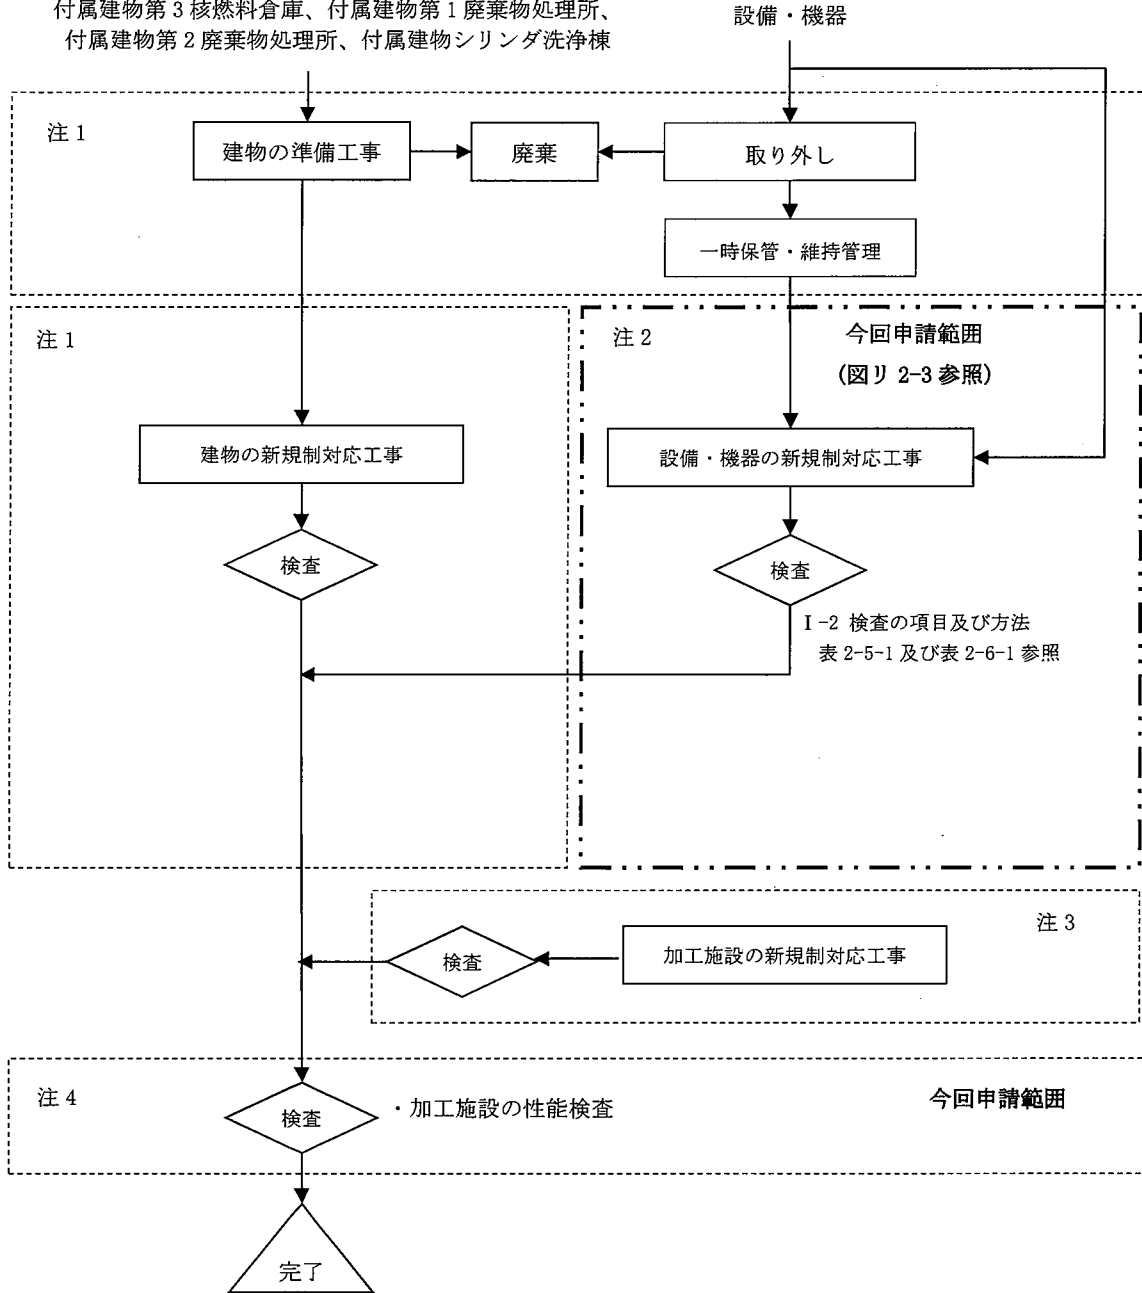 付属建物第３核燃料倉庫、付属建物第１廃棄物処理所、
付属建物第２廃棄物処理所、付属建物シリンダ洗浄棟
設備・機器
注１
建物の準備工事
廃棄
取り外し
一時保管・維持管理
注１
注２
今回申請範囲
(図リ 2-3 参照)
建物の新規制対応工事
設備・機器の新規制対応工事
検査
検査
Ⅰ-2 検査の項目及び方法
表 2-5-1 及び表 2-6-1 参照
注３
検査
加工施設の新規制対応工事
注４
検査
・加工施設の性能検査
今回申請範囲
完了